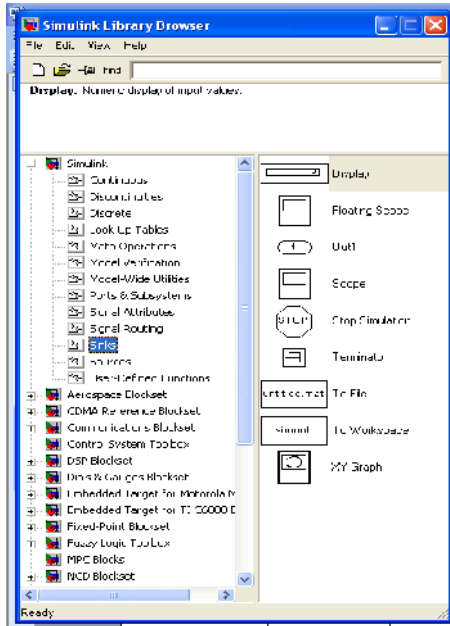 Simulink Library Browser
File Edit View Help
Find
Display: Numeric display of input values.
Simulink
Continuous
Discontinuities
Discrete
Look Up Tables
Math Operations
Model Verification
Model-Wide Utilities
Ports & Subsystems
Signal Attributes
Signal Routing
Sinks
Sources
User-Defined Functions
Aerospace Blockset
CDMA Reference Blockset
Communications Blockset
Control System Toolbox
DSP Blockset
Dials & Gauges Blockset
Embedded Target for Motorola M
Embedded Target for TI C6000 D
Fixed-Point Blockset
Fuzzy Logic Toolbox
MPC Blocks
NCD Blockset
Display
Floating Scope
1 Out1
Scope
STOP Stop Simulation
Terminator
untitled.mat To File
simout To Workspace
XY Graph
Ready